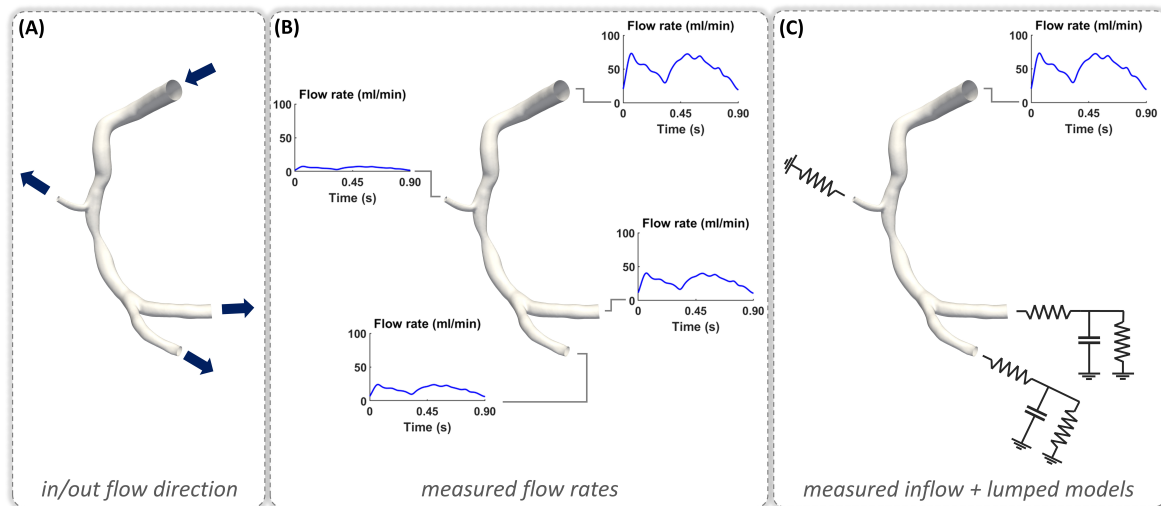 (A)
in/out flow direction
(B)
Flow rate (ml/min)
100
50
0
0 0.45 0.90
Time (s)
Flow rate (ml/min)
100
50
0
0 0.45 0.90
Time (s)
Flow rate (ml/min)
100
50
0
0 0.45 0.90
Time (s)
Flow rate (ml/min)
100
50
0
0 0.45 0.90
Time (s)
measured flow rates
(C)
Flow rate (ml/min)
100
50
0
0 0.45 0.90
Time (s)
measured inflow + lumped models